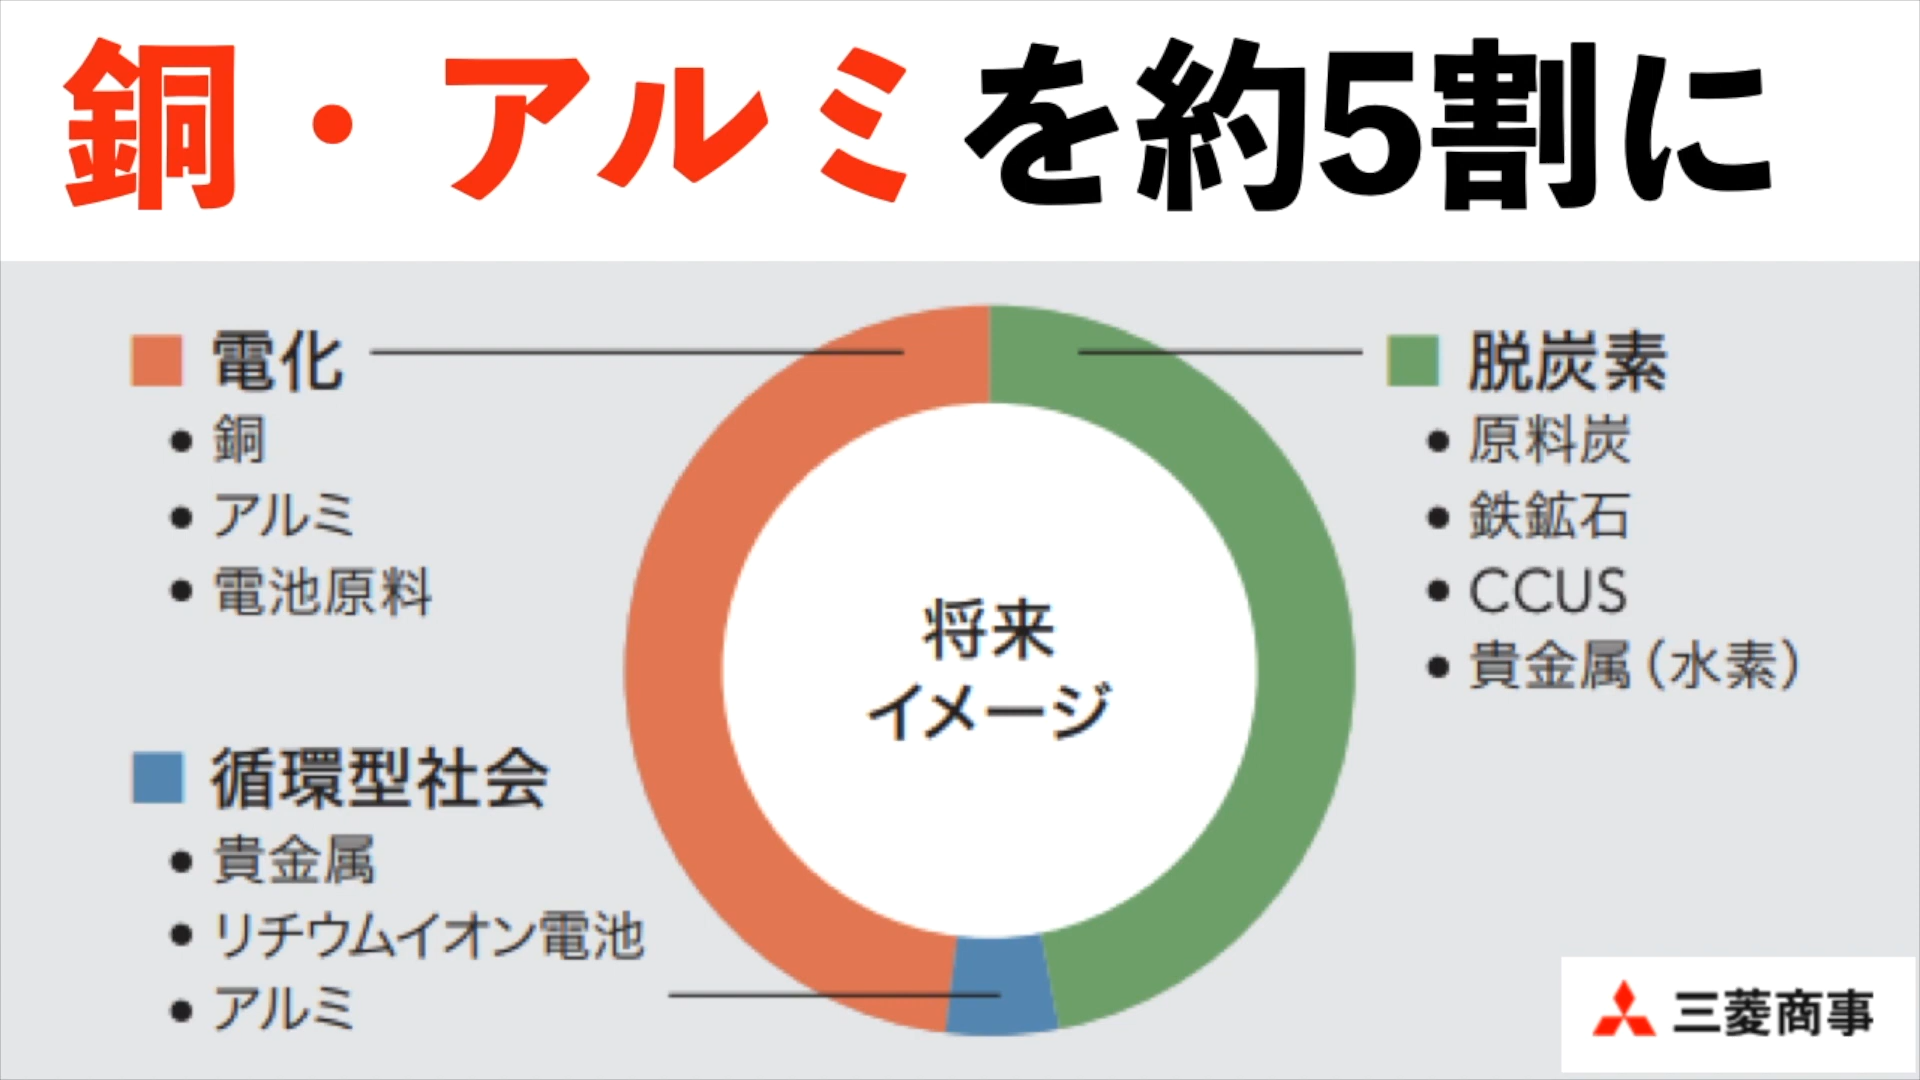 銅・アルミを約5割に
電化
• 銅
• アルミ
• 電池原料
循環型社会
• 貴金属
• リチウムイオン電池
• アルミ
将来
イメージ
脱炭素
• 原料炭
• 鉄鉱石
• CCUS
• 貴金属（水素）
三菱商事